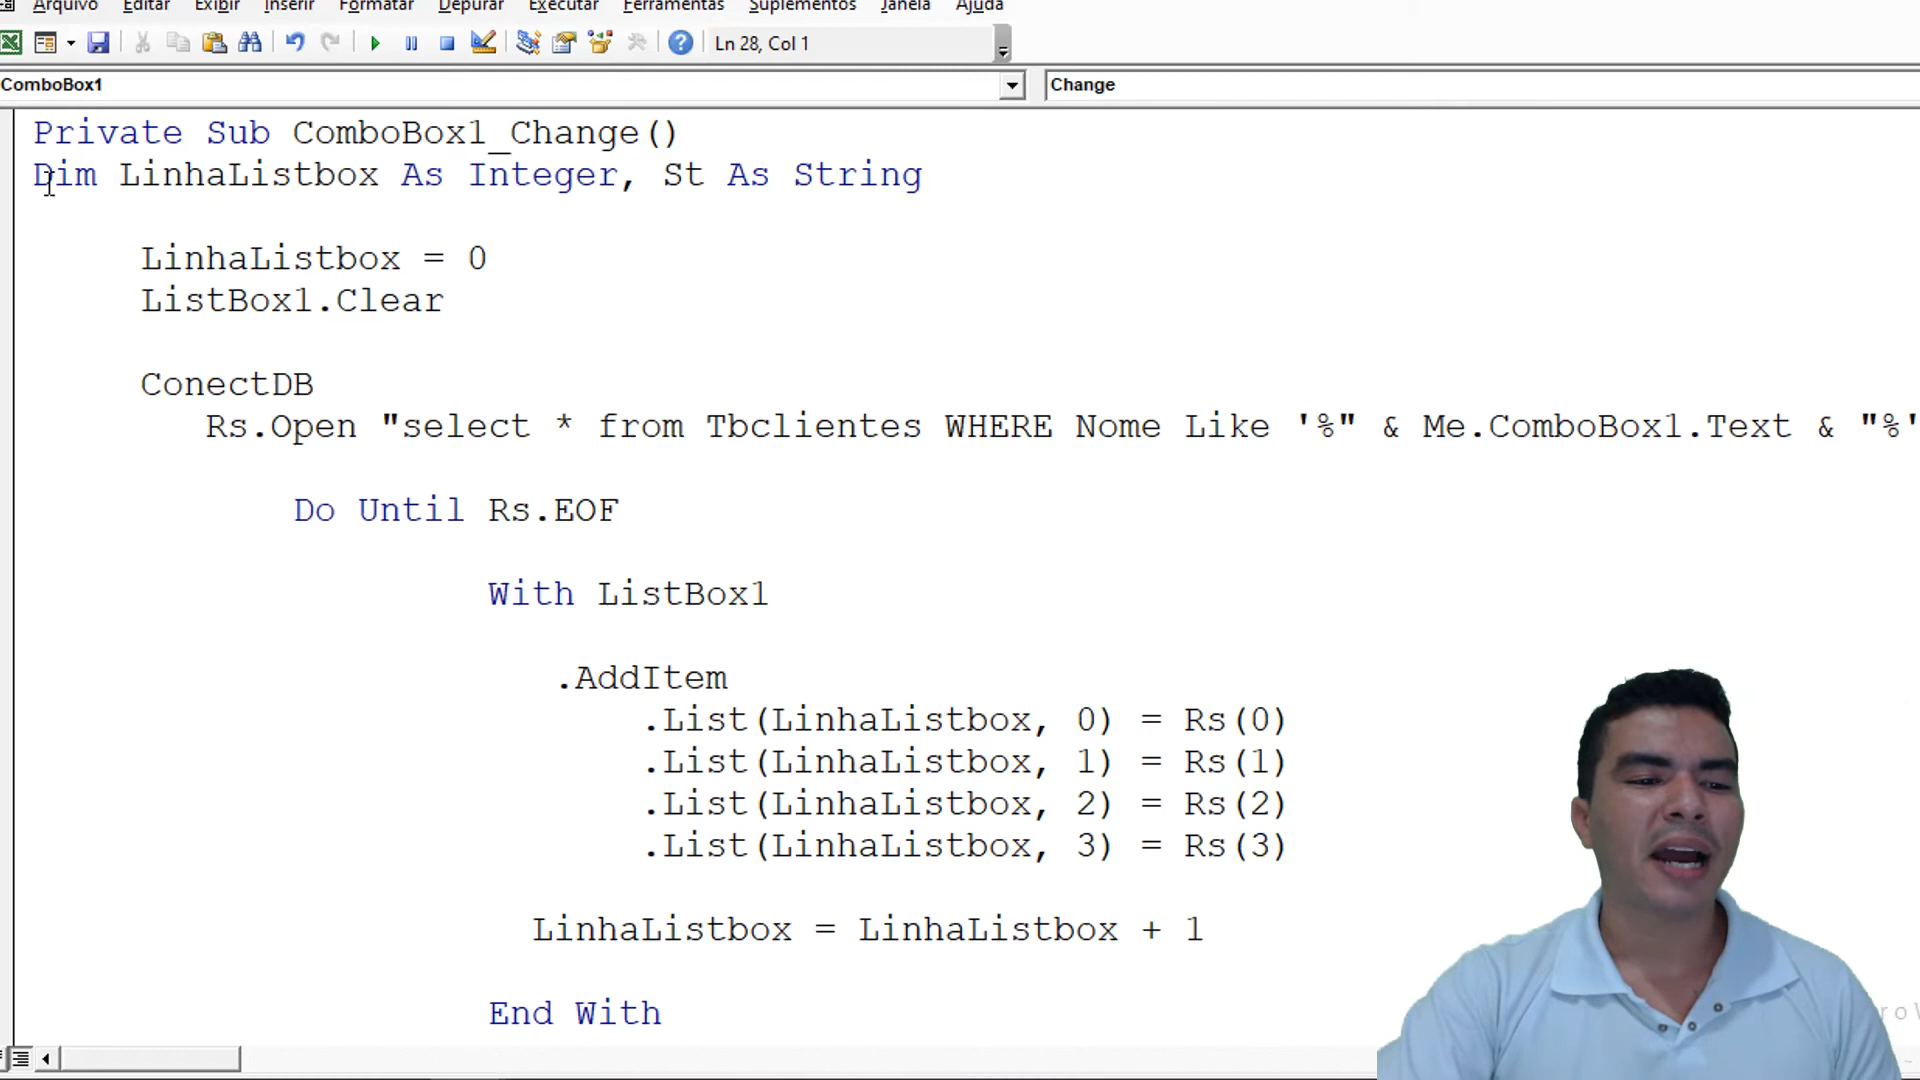 Arquivo Editar Exibir Inserir Formatar Depurar Executar Ferramentas Suplementos Janela Ajuda
Ln 28, Col 1
ComboBox1 Change
Private Sub ComboBox1_Change()
Dim LinhaListbox As Integer, St As String
LinhaListbox = 0
ListBox1.Clear
ConectDB
Rs.Open "select * from Tbclientes WHERE Nome Like '%" & Me.ComboBox1.Text & "%'
Do Until Rs.EOF
With ListBox1
.AddItem
.List(LinhaListbox, 0) = Rs(0)
.List(LinhaListbox, 1) = Rs(1)
.List(LinhaListbox, 2) = Rs(2)
.List(LinhaListbox, 3) = Rs(3)
LinhaListbox = LinhaListbox + 1
End With